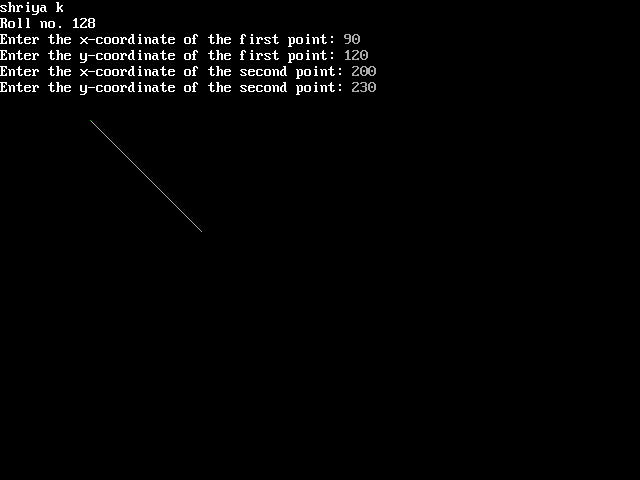 shriya k
Roll no. 128
Enter the x-coordinate of the first point: 90
Enter the y-coordinate of the first point: 120
Enter the x-coordinate of the second point: 200
Enter the y-coordinate of the second point: 230